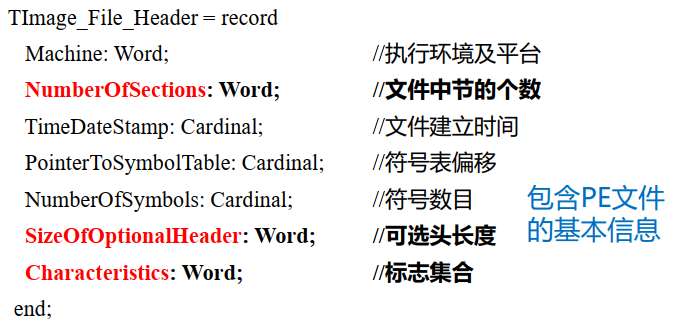 TImage_File_Header = record
Machine: Word; //执行环境及平台
NumberOfSections: Word; //文件中节的个数
TimeDateStamp: Cardinal; //文件建立时间
PointerToSymbolTable: Cardinal; //符号表偏移
NumberOfSymbols: Cardinal; //符号数目
SizeOfOptionalHeader: Word; //可选头长度
Characteristics: Word; //标志集合
end;
包含PE文件
的基本信息